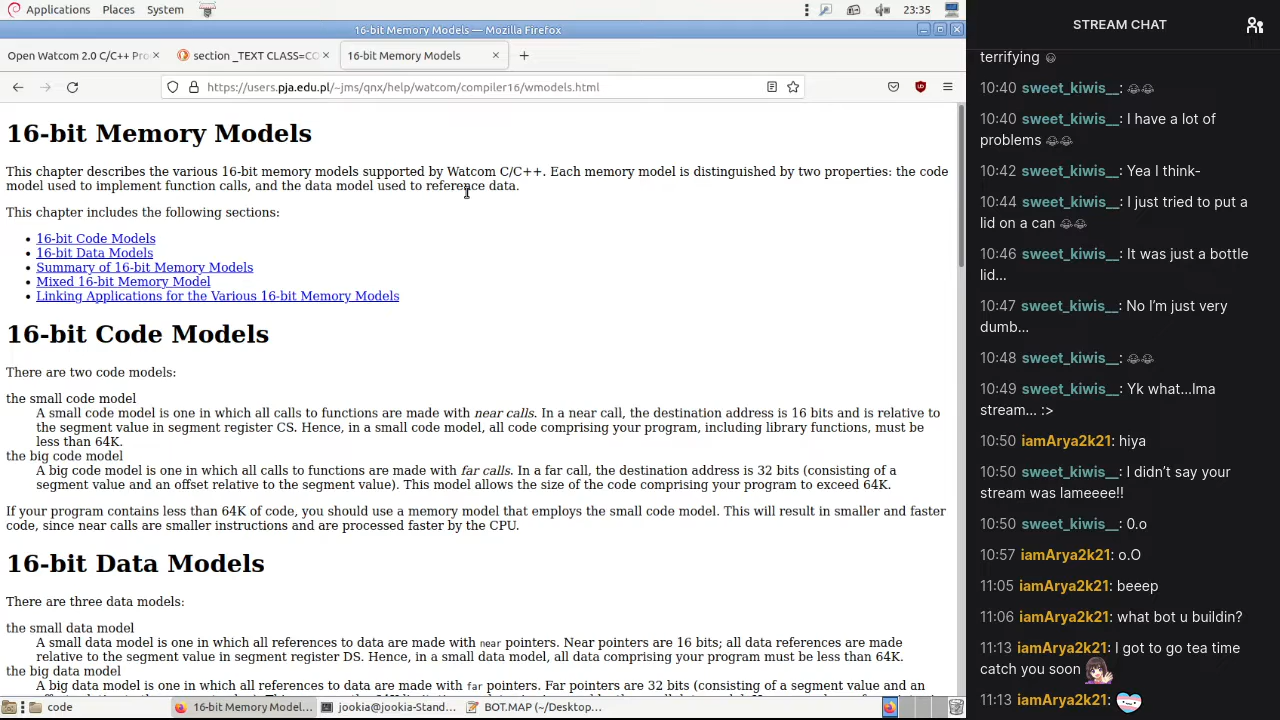 Applications Places System
23:35
16-bit Memory Models — Mozilla Firefox
Open Watcom 2.0 C/C++ Pro
section _TEXT CLASS=CO
16-bit Memory Models
https://users.pja.edu.pl/~jms/qnx/help/watcom/compiler16/wmodels.html
16-bit Memory Models
This chapter describes the various 16-bit memory models supported by Watcom C/C++. Each memory model is distinguished by two properties: the code
model used to implement function calls, and the data model used to reference data.
This chapter includes the following sections:
• 16-bit Code Models
• 16-bit Data Models
• Summary of 16-bit Memory Models
• Mixed 16-bit Memory Model
• Linking Applications for the Various 16-bit Memory Models
16-bit Code Models
There are two code models:
the small code model
A small code model is one in which all calls to functions are made with near calls. In a near call, the destination address is 16 bits and is relative to
the segment value in segment register CS. Hence, in a small code model, all code comprising your program, including library functions, must be
less than 64K.
the big code model
A big code model is one in which all calls to functions are made with far calls. In a far call, the destination address is 32 bits (consisting of a
segment value and an offset relative to the segment value). This model allows the size of the code comprising your program to exceed 64K.
If your program contains less than 64K of code, you should use a memory model that employs the small code model. This will result in smaller and faster
code, since near calls are smaller instructions and are processed faster by the CPU.
16-bit Data Models
There are three data models:
the small data model
A small data model is one in which all references to data are made with near pointers. Near pointers are 16 bits; all data references are made
relative to the segment value in segment register DS. Hence, in a small data model, all data comprising your program must be less than 64K.
the big data model
A big data model is one in which all references to data are made with far pointers. Far pointers are 32 bits (consisting of a segment value and an
code
16-bit Memory Model...
jookia@jookia-Stand...
BOT.MAP (~/Desktop...
STREAM CHAT
terrifying
10:40 sweet_kiwis__: 😂😂
10:40 sweet_kiwis__: I have a lot of
problems 😂😂
10:42 sweet_kiwis__: Yea I think-
10:44 sweet_kiwis__: I just tried to put a
lid on a can 😂😂
10:46 sweet_kiwis__: It was just a bottle
lid...
10:47 sweet_kiwis__: No I’m just very
dumb...
10:48 sweet_kiwis__: 😂😂
10:49 sweet_kiwis__: Yk what...lma
stream... :>
10:50 iamArya2k21: hiya
10:50 sweet_kiwis__: I didn’t say your
stream was lameeee!!
10:50 sweet_kiwis__: 0.o
10:57 iamArya2k21: o.O
11:05 iamArya2k21: beeep
11:06 iamArya2k21: what bot u buildin?
11:13 iamArya2k21: I got to go tea time
catch you soon
11:13 iamArya2k21: